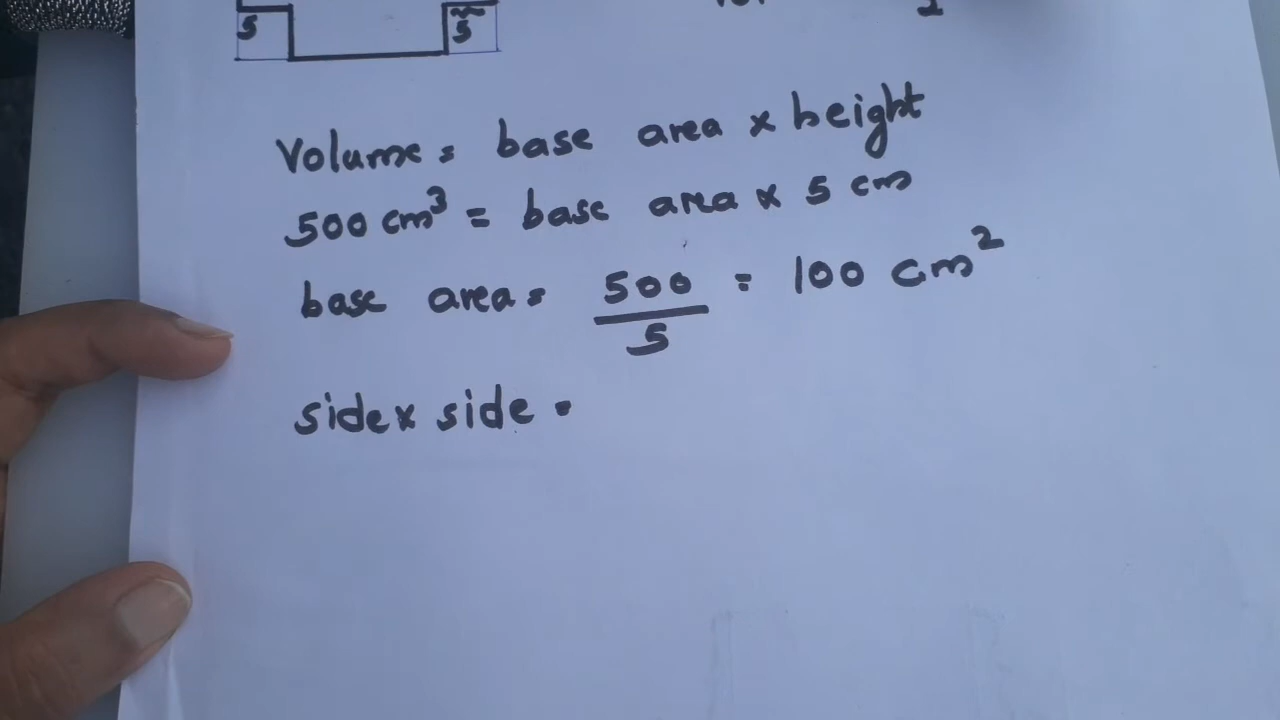 5 5
Volume = base area × height
500 cm³ = base area × 5 cm
base area = 500/5 = 100 cm²
side × side =